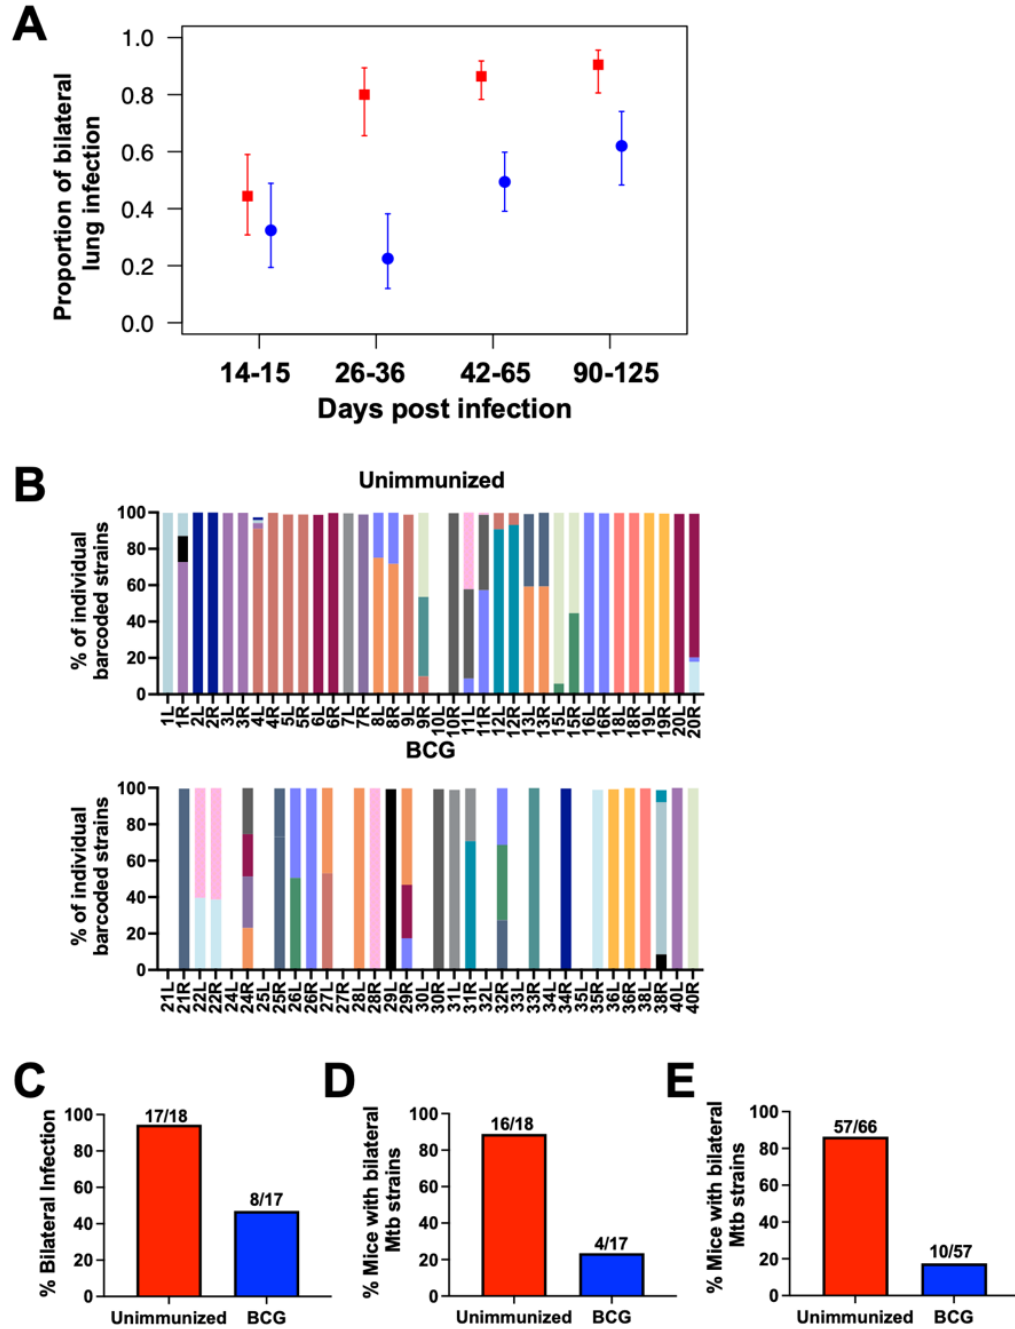 A
1.0
0.8
0.6
0.4
0.2
0.0
Proportion of bilateral
lung infection
14-15 26-36 42-65 90-125
Days post infection
B
Unimmunized
100
80
60
40
20
0
% of individual
barcoded strains
1L 1R 2L 2R 3L 3R 4L 4R 5L 5R 6L 6R 7L 7R 8L 8R 9L 9R 10L 10R 11L 11R 12L 12R 13L 13R 15L 15R 16L 16R 18L 18R 19L 19R 20L 20R
BCG
100
80
60
40
20
0
% of individual
barcoded strains
21L 21R 22L 22R 24L 24R 25L 25R 26L 26R 27L 27R 28L 28R 29L 29R 30L 30R 31L 31R 32L 32R 33L 33R 34L 34R 35L 35R 36L 36R 38L 38R 40L 40R
C
100
80
60
40
20
0
% Bilateral Infection
17/18
8/17
Unimmunized BCG
D
100
80
60
40
20
0
% Mice with bilateral
Mtb strains
16/18
4/17
Unimmunized BCG
E
100
80
60
40
20
0
% Mice with bilateral
Mtb strains
57/66
10/57
Unimmunized BCG